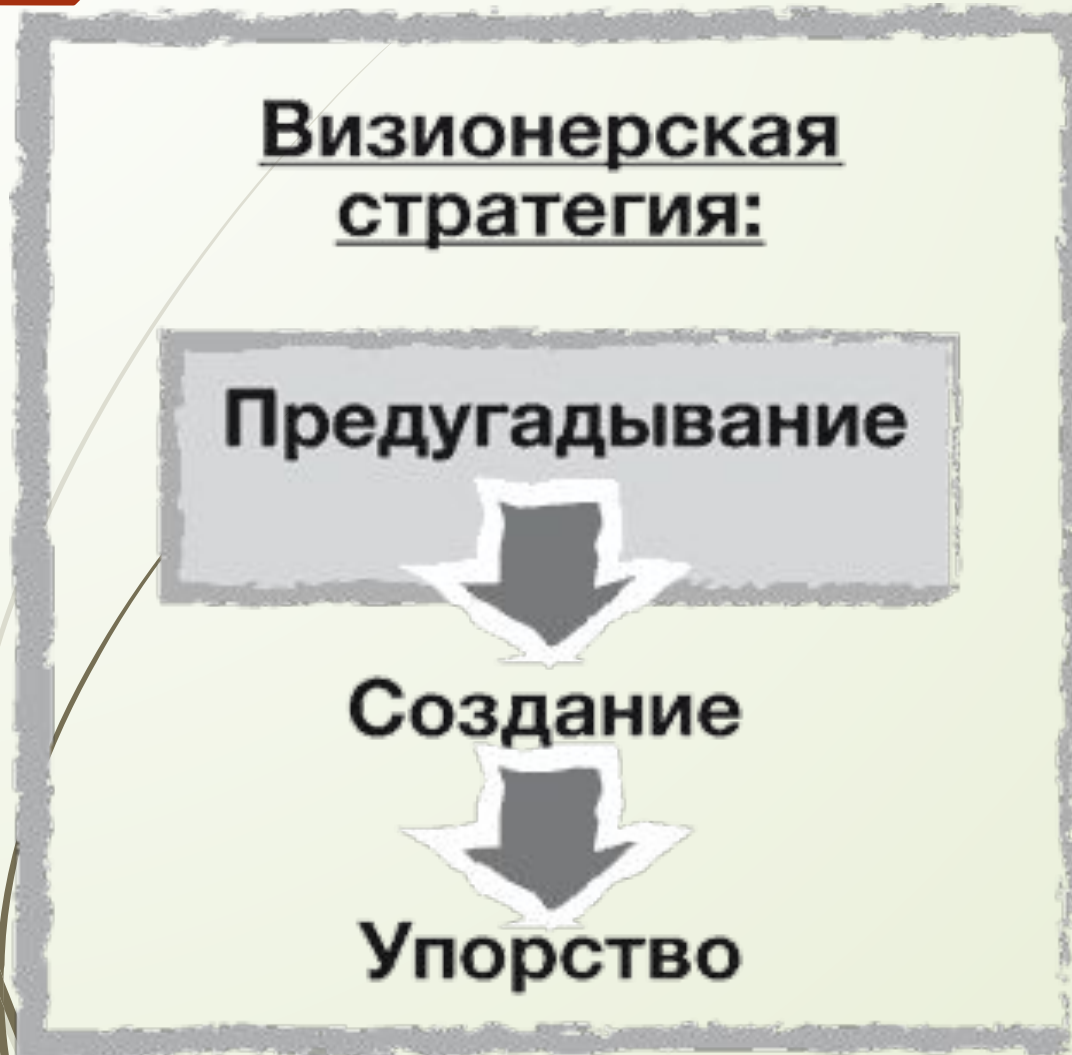 Визионерская
стратегия:
Предугадывание
Создание
Упорство